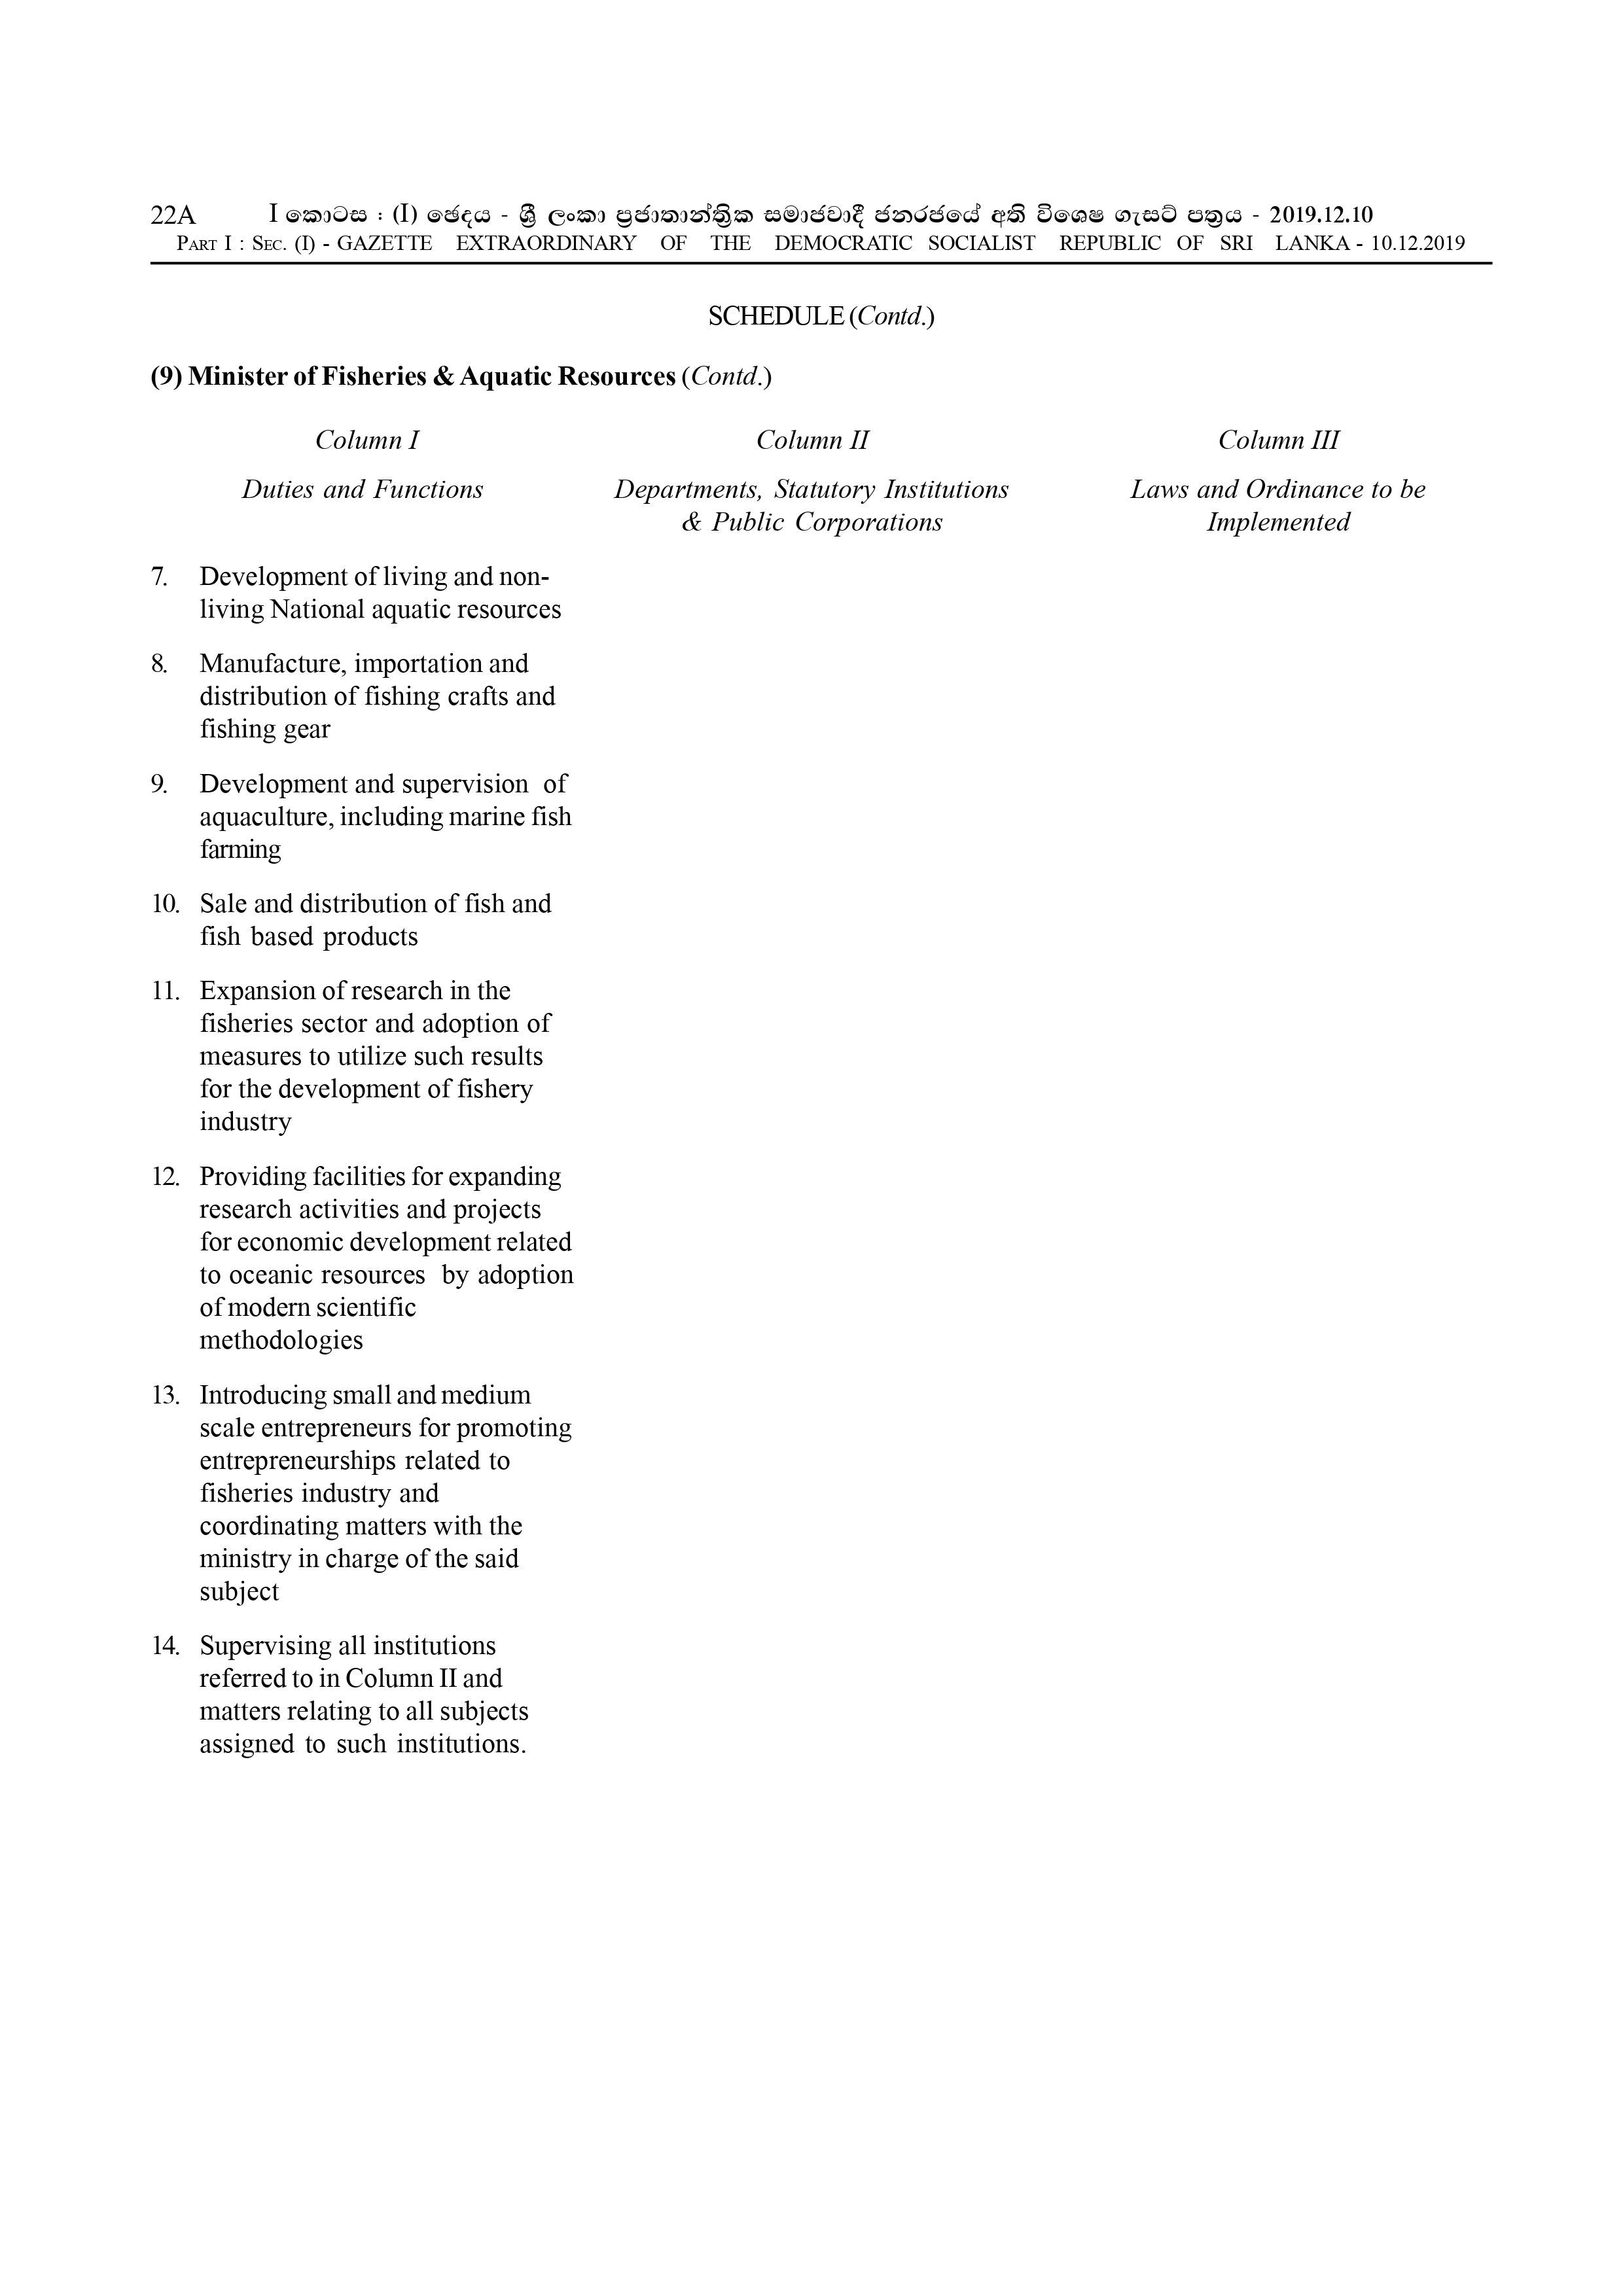 22A I කොටස : (I) ඡෙදය - ශ්‍රී ලංකා ප්‍රජාතාන්ත්‍රික සමාජවාදී ජනරජයේ අති විශෙෂ ගැසට් පත්‍රය - 2019.12.10
PART I : SEC. (I) - GAZETTE EXTRAORDINARY OF THE DEMOCRATIC SOCIALIST REPUBLIC OF SRI LANKA - 10.12.2019
SCHEDULE (Contd.)
(9) Minister of Fisheries & Aquatic Resources (Contd.)
Column I Column II Column III
Duties and Functions Departments, Statutory Institutions Laws and Ordinance to be
& Public Corporations Implemented
7. Development of living and non-
living National aquatic resources
8. Manufacture, importation and
distribution of fishing crafts and
fishing gear
9. Development and supervision of
aquaculture, including marine fish
farming
10. Sale and distribution of fish and
fish based products
11. Expansion of research in the
fisheries sector and adoption of
measures to utilize such results
for the development of fishery
industry
12. Providing facilities for expanding
research activities and projects
for economic development related
to oceanic resources by adoption
of modern scientific
methodologies
13. Introducing small and medium
scale entrepreneurs for promoting
entrepreneurships related to
fisheries industry and
coordinating matters with the
ministry in charge of the said
subject
14. Supervising all institutions
referred to in Column II and
matters relating to all subjects
assigned to such institutions.